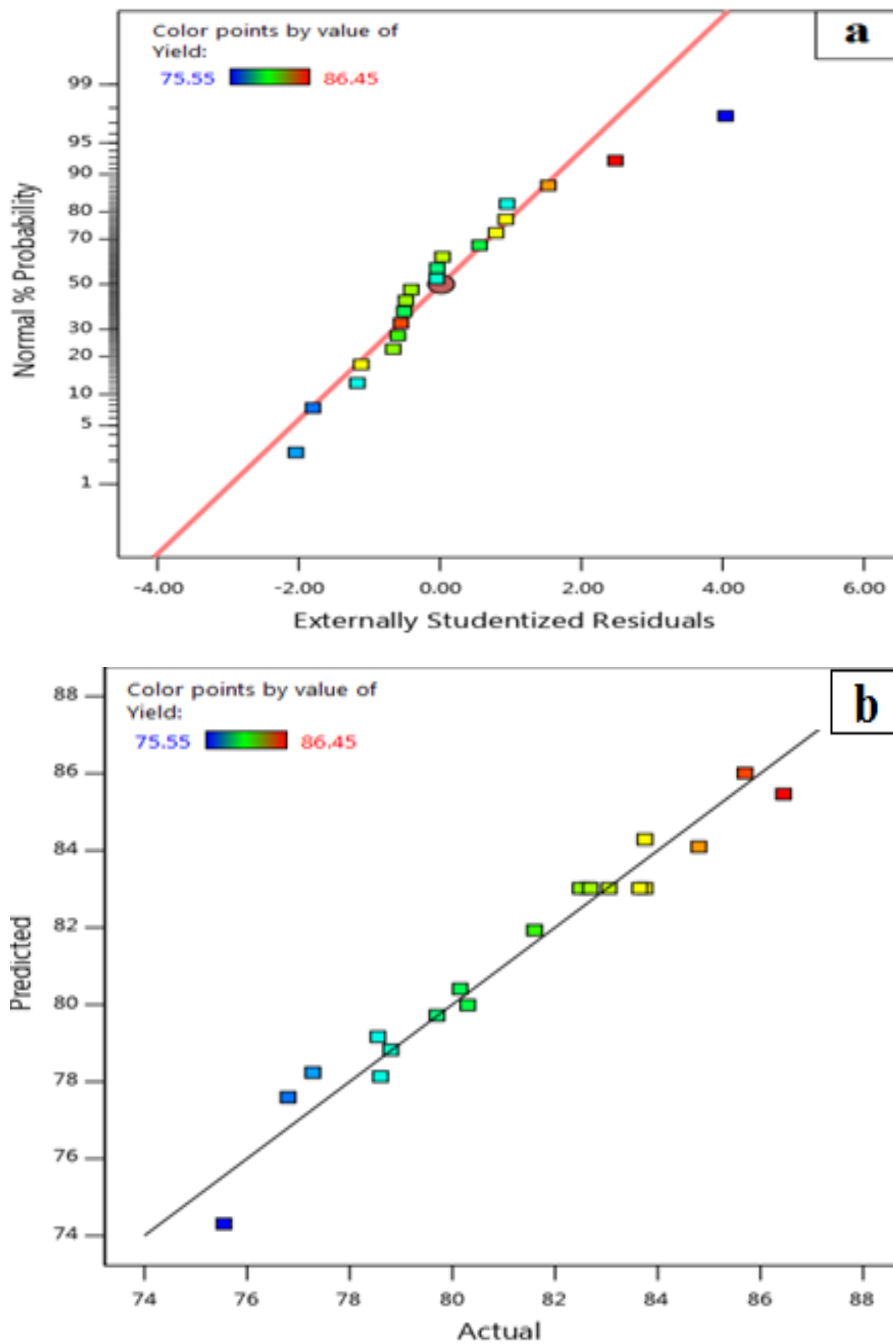 Color points by value of
Yield:
75.55 86.45
a
99
95
90
80
70
50
30
20
10
5
1
Normal % Probability
-4.00 -2.00 0.00 2.00 4.00 6.00
Externally Studentized Residuals
Color points by value of
Yield:
75.55 86.45
b
88
86
84
82
80
78
76
74
Predicted
74 76 78 80 82 84 86 88
Actual